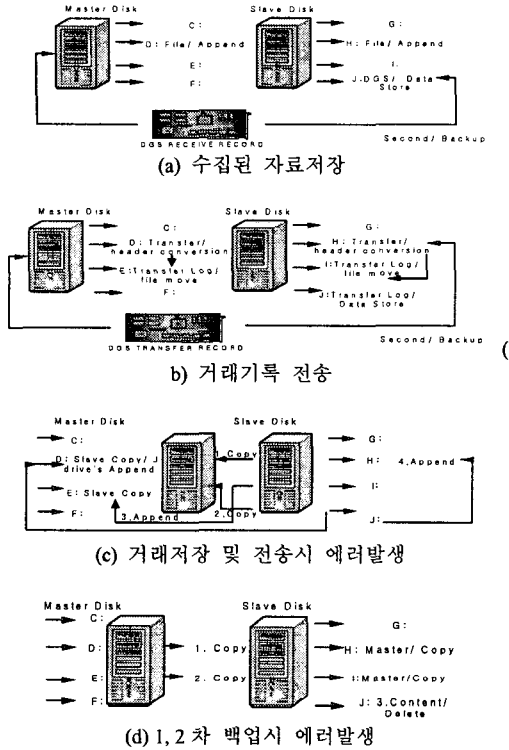 Master Disk Slave Disk
C: G:
D: File/ Append H: File/ Append
E: I:
F: J.DGS/ Data
Store
DGS RECEIVE RECORD
Second/ Backup
(a) 수집된 자료저장
Master Disk Slave Disk
C: G:
D: Transfer/ H: Transfer/
header conversion header conversion
E:Transfer Log/ I:Transfer Log/
file move file move
F: J:Transfer Log/
Data Store
DGS TRANSFER RECORD
Second/ Backup
(
b) 거래기록 전송
Master Disk Slave Disk
C: 1.Copy G:
D: Slave Copy/ J H: 4.Append
drive's Append
E: Slave Copy I:
F: 3.Append 2.Copy J:
(c) 거래저장 및 전송시 에러발생
Master Disk Slave Disk
C: G:
D: 1. Copy H: Master/ Copy
E: 2. Copy I:Master/Copy
F: J: 3.Content/
Delete
(d) 1, 2 차 백업시 에러발생